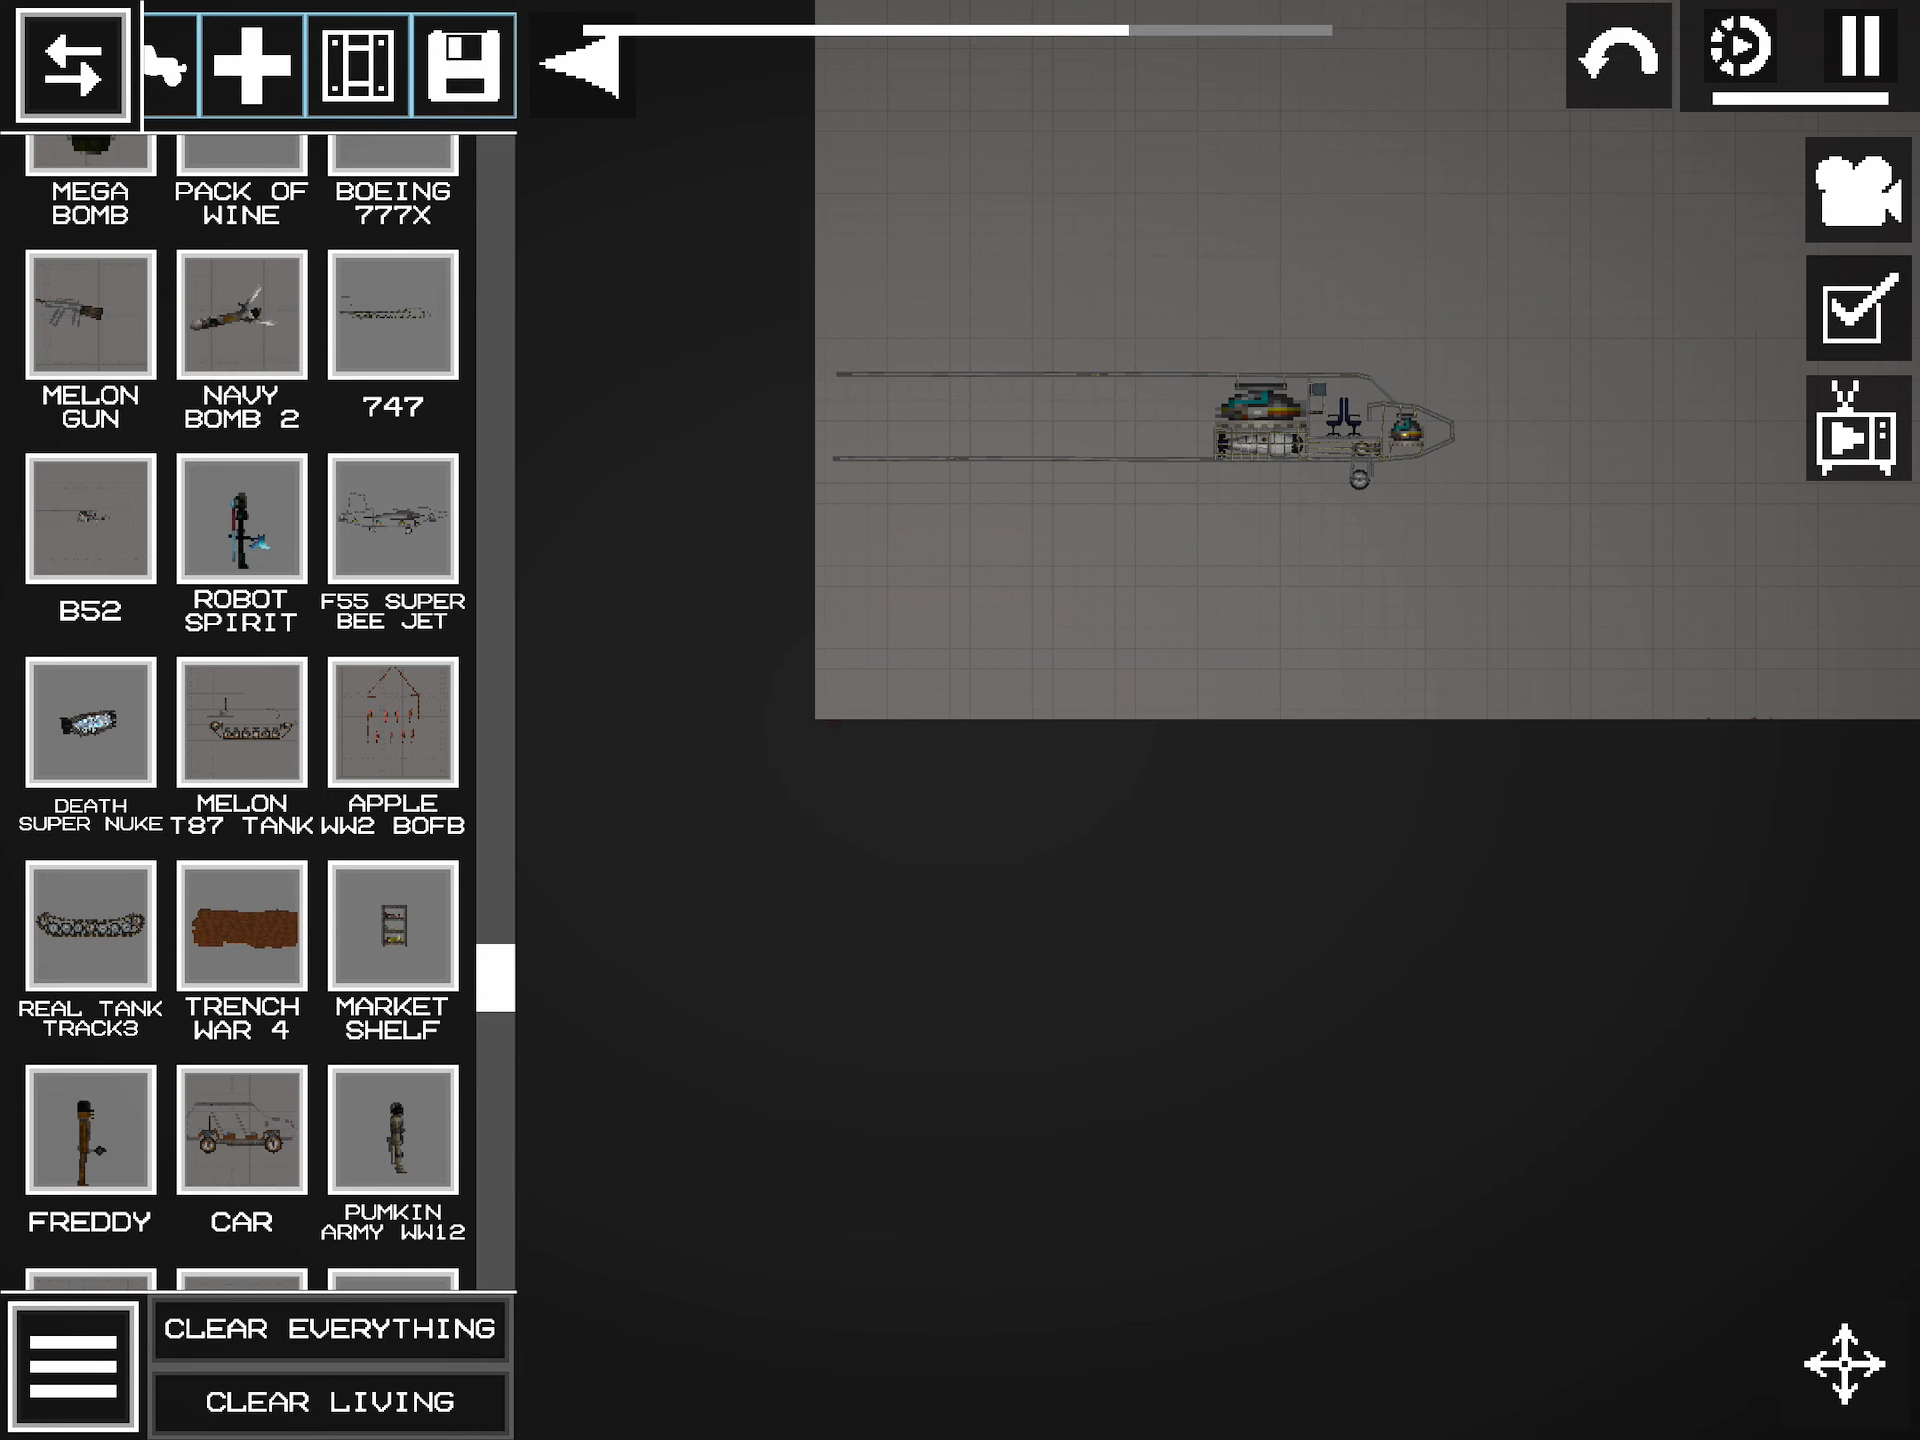 MEGA
BOMB
PACK OF
WINE
BOEING
777X
MELON
GUN
NAVY
BOMB 2
747
B52
ROBOT
SPIRIT
F55 SUPER
BEE JET
DEATH
SUPER NUKE
MELON
T87 TANK
APPLE
WW2 BOFB
REAL TANK
TRACK3
TRENCH
WAR 4
MARKET
SHELF
FREDDY
CAR
PUMKIN
ARMY WW12
CLEAR EVERYTHING
CLEAR LIVING